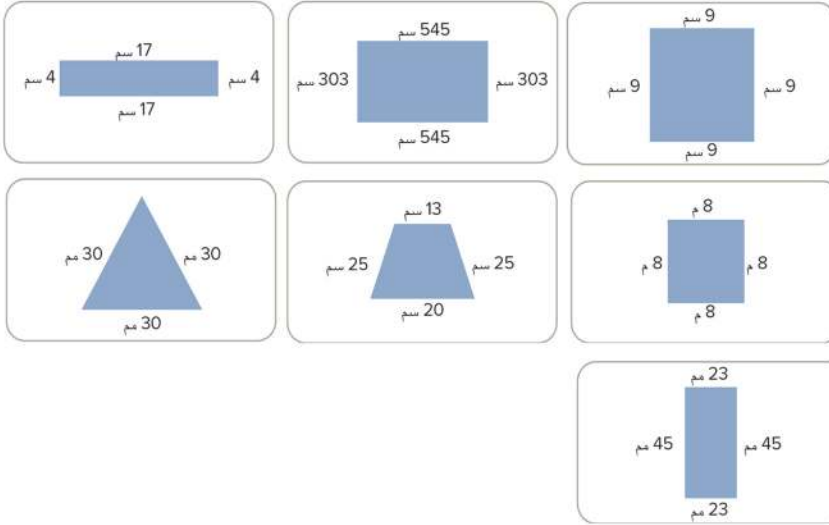 9 سم
9 سم
9 سم
9 سم
545 سم
303 سم
303 سم
545 سم
17 سم
4 سم
4 سم
17 سم
8 م
8 م
8 م
8 م
13 سم
25 سم
25 سم
20 سم
30 مم
30 مم
30 مم
23 مم
45 مم
45 مم
23 مم